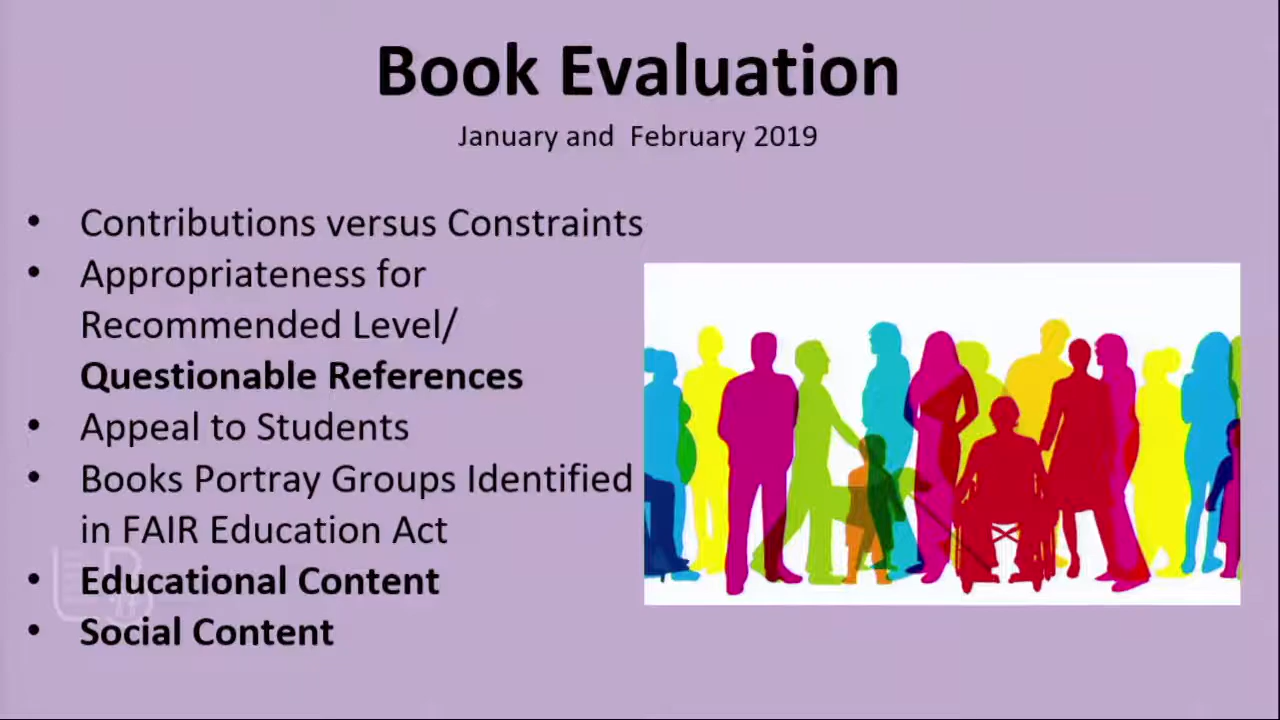 Book Evaluation
January and February 2019
• Contributions versus Constraints
• Appropriateness for
Recommended Level/
Questionable References
• Appeal to Students
• Books Portray Groups Identified
in FAIR Education Act
• Educational Content
• Social Content